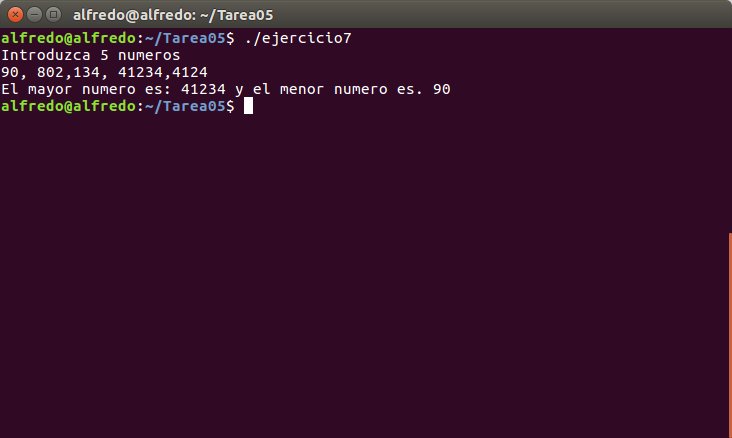 alfredo@alfredo: ~/Tarea05
alfredo@alfredo:~/Tarea05$ ./ejercicio7
Introduzca 5 numeros
90, 802,134, 41234,4124
El mayor numero es: 41234 y el menor numero es. 90
alfredo@alfredo:~/Tarea05$